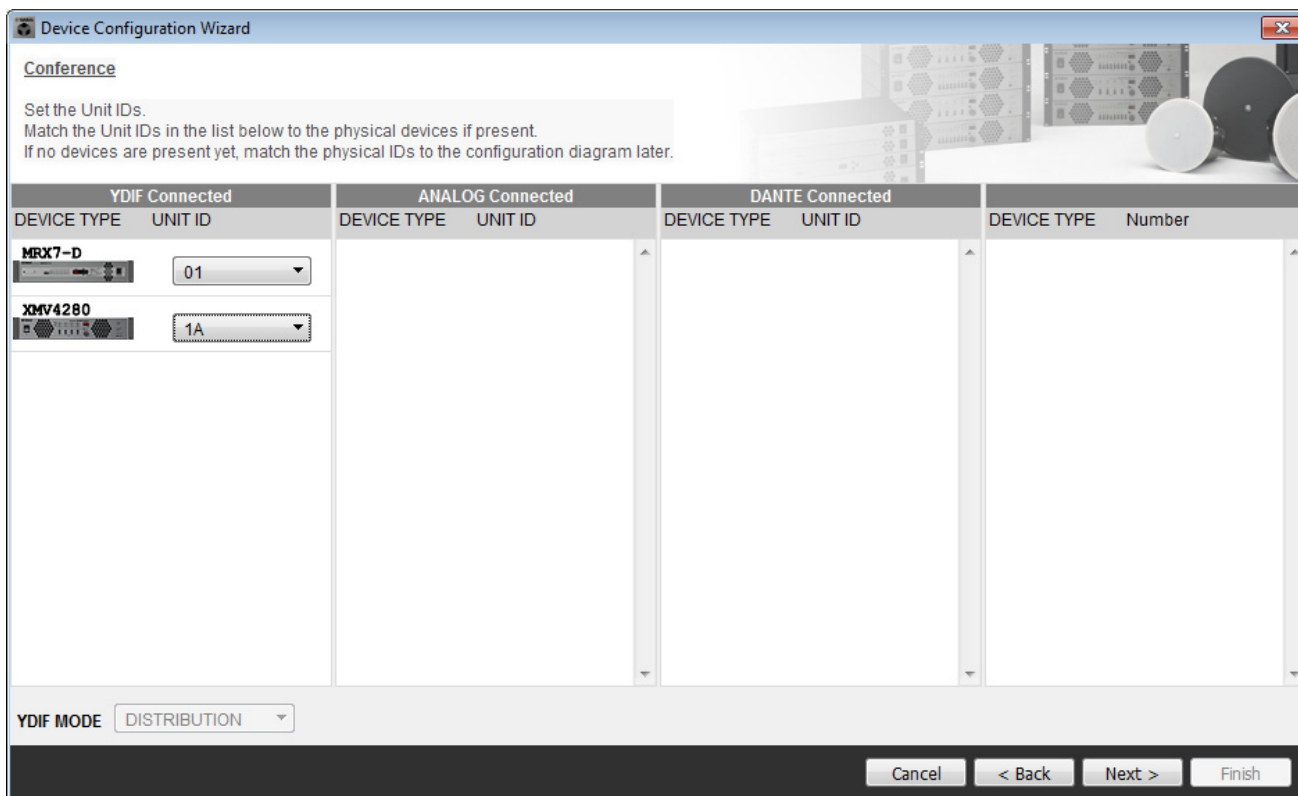 Device Configuration Wizard
Conference
Set the Unit IDs.
Match the Unit IDs in the list below to the physical devices if present.
If no devices are present yet, match the physical IDs to the configuration diagram later.
YDIF Connected ANALOG Connected DANTE Connected
DEVICE TYPE UNIT ID DEVICE TYPE UNIT ID DEVICE TYPE UNIT ID DEVICE TYPE Number
MRX7-D
01
XMV4280
1A
YDIF MODE DISTRIBUTION
Cancel < Back Next > Finish